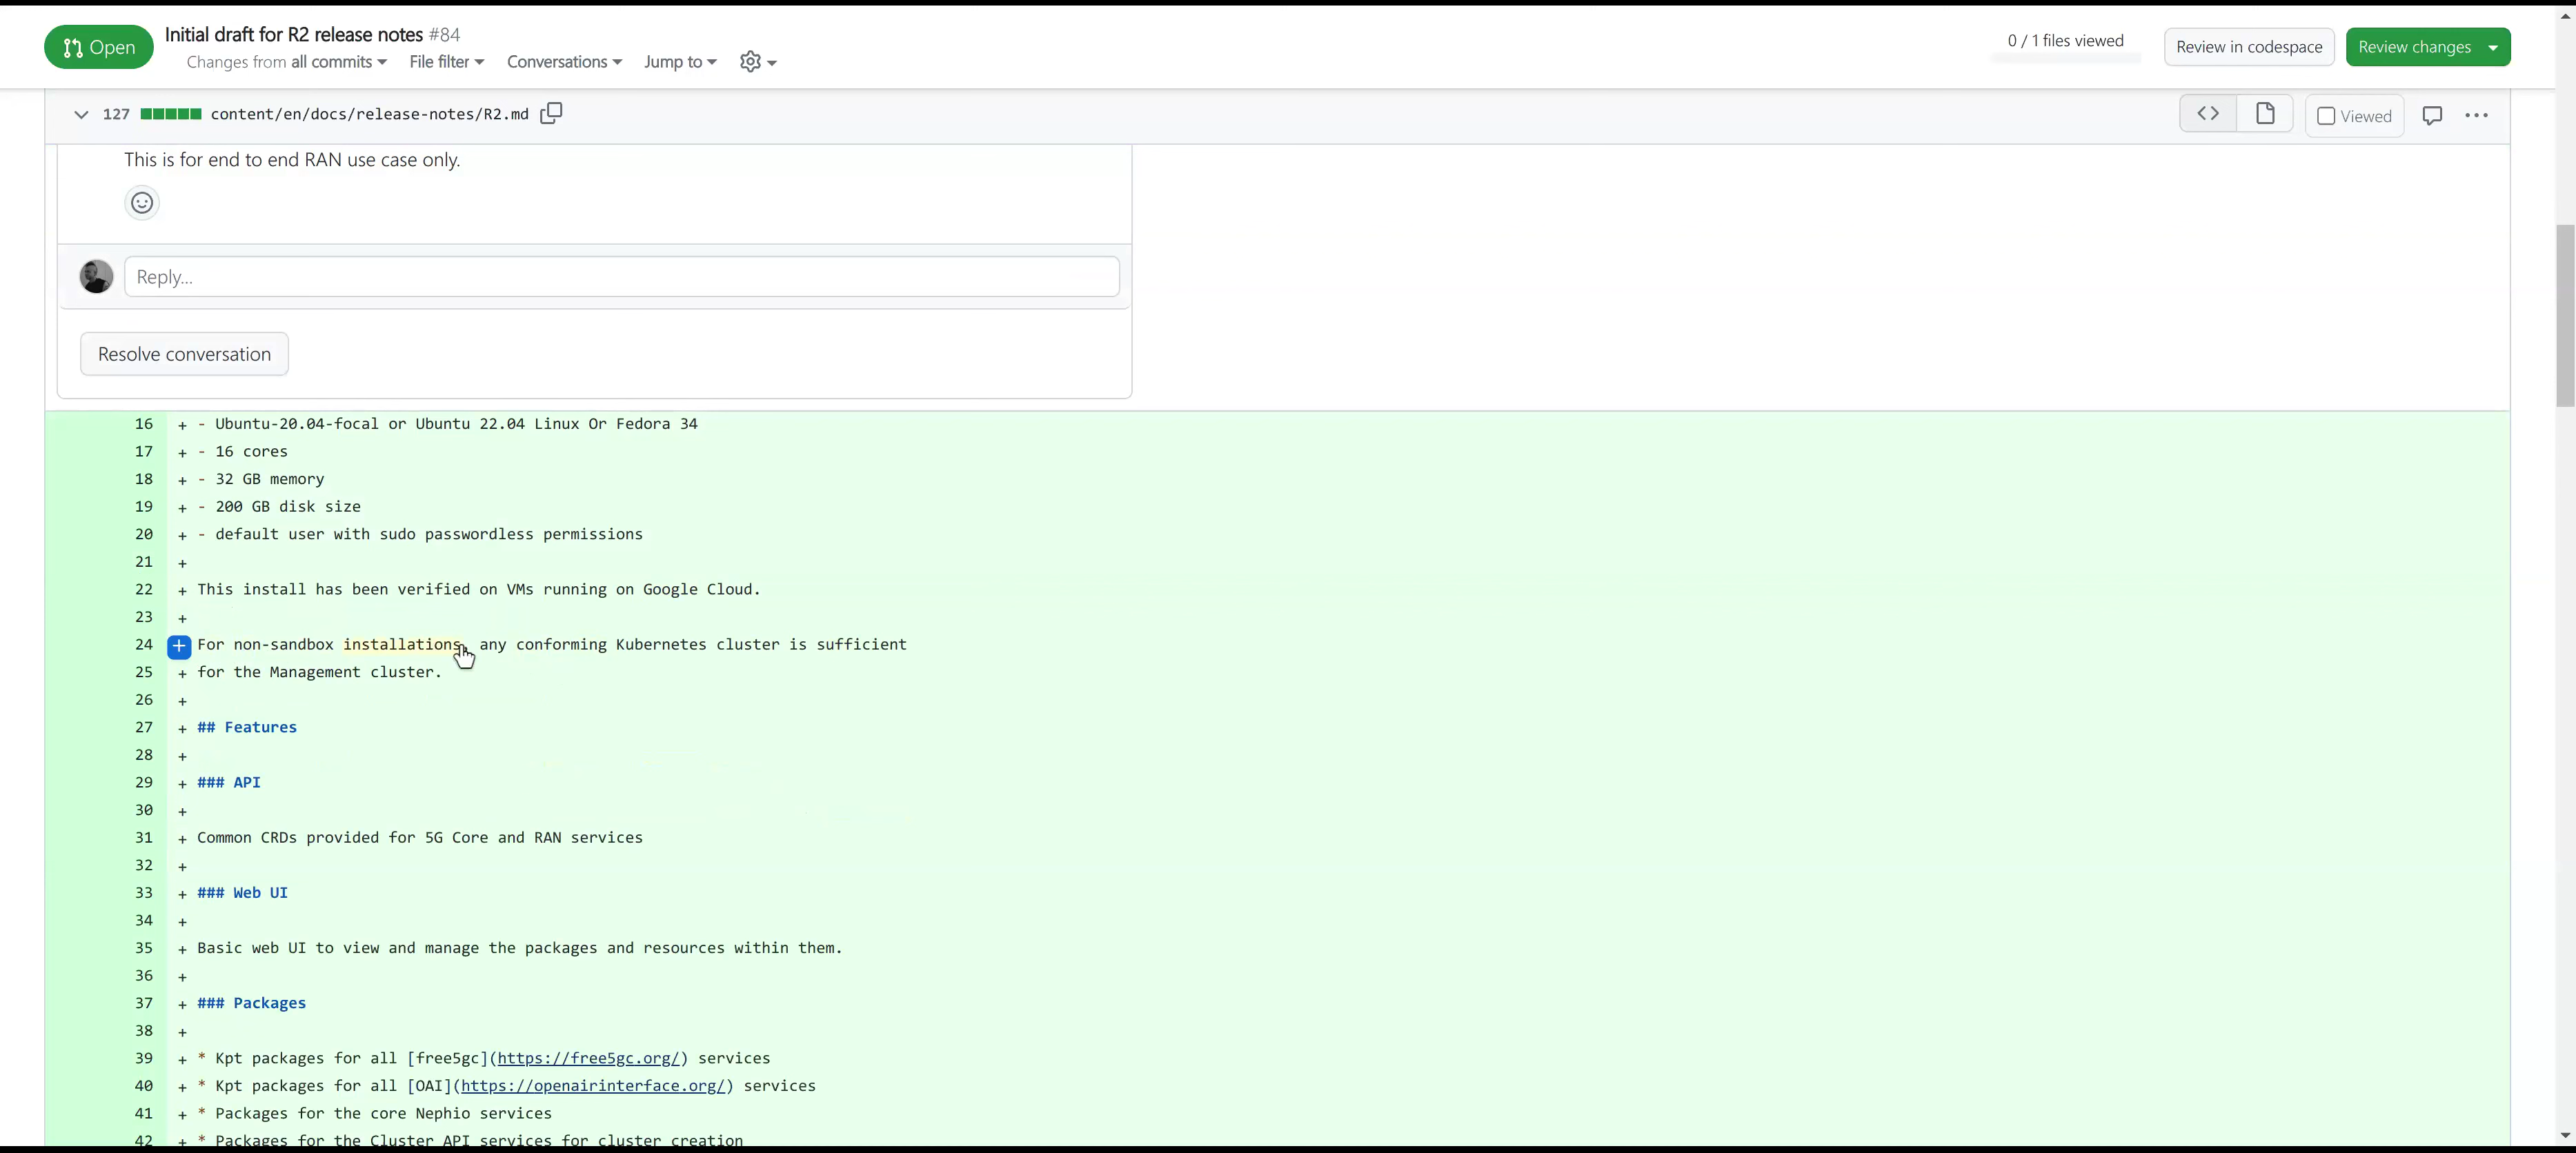 Open
Initial draft for R2 release notes #84
Changes from all commits
File filter
Conversations
Jump to
0 / 1 files viewed
Review in codespace
Review changes
127
content/en/docs/release-notes/R2.md
Viewed
This is for end to end RAN use case only.
Reply...
Resolve conversation
16 + - Ubuntu-20.04-focal or Ubuntu 22.04 Linux Or Fedora 34
17 + - 16 cores
18 + - 32 GB memory
19 + - 200 GB disk size
20 + - default user with sudo passwordless permissions
21 +
22 + This install has been verified on VMs running on Google Cloud.
23 +
24 + For non-sandbox installations, any conforming Kubernetes cluster is sufficient
25 + for the Management cluster.
26 +
27 + ## Features
28 +
29 + ### API
30 +
31 + Common CRDs provided for 5G Core and RAN services
32 +
33 + ### Web UI
34 +
35 + Basic web UI to view and manage the packages and resources within them.
36 +
37 + ### Packages
38 +
39 + * Kpt packages for all [free5gc](https://free5gc.org/) services
40 + * Kpt packages for all [OAI](https://openairinterface.org/) services
41 + * Packages for the core Nephio services
42 + * Packages for the Cluster API services for cluster creation